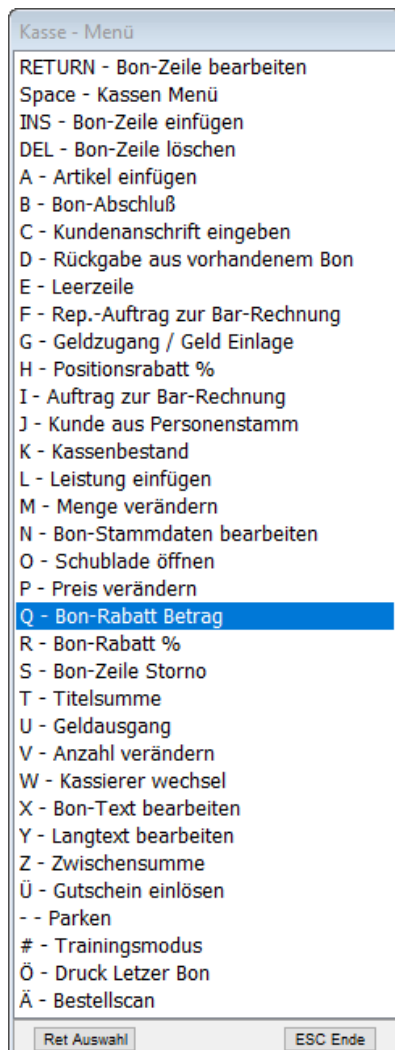 Kasse - Menü
RETURN - Bon-Zeile bearbeiten
Space - Kassen Menü
INS - Bon-Zeile einfügen
DEL - Bon-Zeile löschen
A - Artikel einfügen
B - Bon-Abschluß
C - Kundenanschrift eingeben
D - Rückgabe aus vorhandenem Bon
E - Leerzeile
F - Rep.-Auftrag zur Bar-Rechnung
G - Geldzugang / Geld Einlage
H - Positionsrabatt %
I - Auftrag zur Bar-Rechnung
J - Kunde aus Personenstamm
K - Kassenbestand
L - Leistung einfügen
M - Menge verändern
N - Bon-Stammdaten bearbeiten
O - Schublade öffnen
P - Preis verändern
Q - Bon-Rabatt Betrag
R - Bon-Rabatt %
S - Bon-Zeile Storno
T - Titelsumme
U - Geldausgang
V - Anzahl verändern
W - Kassierer wechsel
X - Bon-Text bearbeiten
Y - Langtext bearbeiten
Z - Zwischensumme
Ü - Gutschein einlösen
- - Parken
# - Trainingsmodus
Ö - Druck Letzer Bon
Ä - Bestellscan
Ret Auswahl ESC Ende